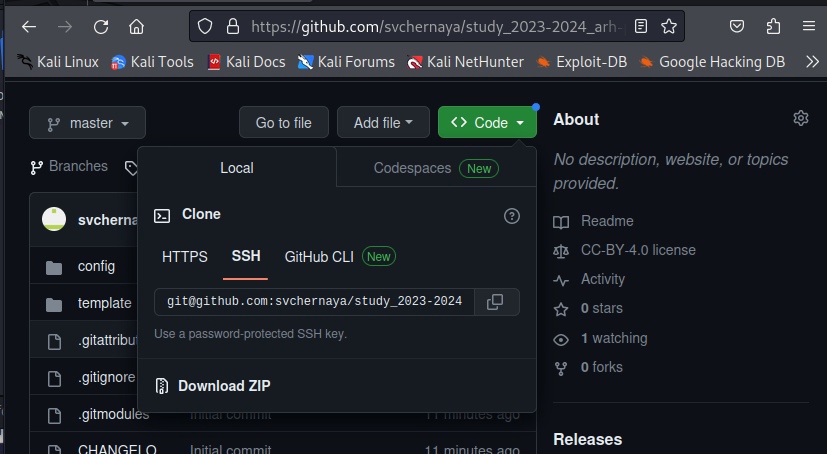 https://github.com/svchernaya/study_2023-2024_arh-
Kali Linux Kali Tools Kali Docs Kali Forums Kali NetHunter Exploit-DB Google Hacking DB
master Go to file Add file Code
Branches
Local Codespaces New
Clone
HTTPS SSH GitHub CLI New
git@github.com:svchernaya/study_2023-2024
Use a password-protected SSH key.
Download ZIP
svcherna
config
template
.gitattribut
.gitignore
.gitmodules Initial commit 11 minutes ago
CHANGELO Initial commit 11 minutes ago
About
No description, website, or topics
provided.
Readme
CC-BY-4.0 license
Activity
0 stars
1 watching
0 forks
Releases